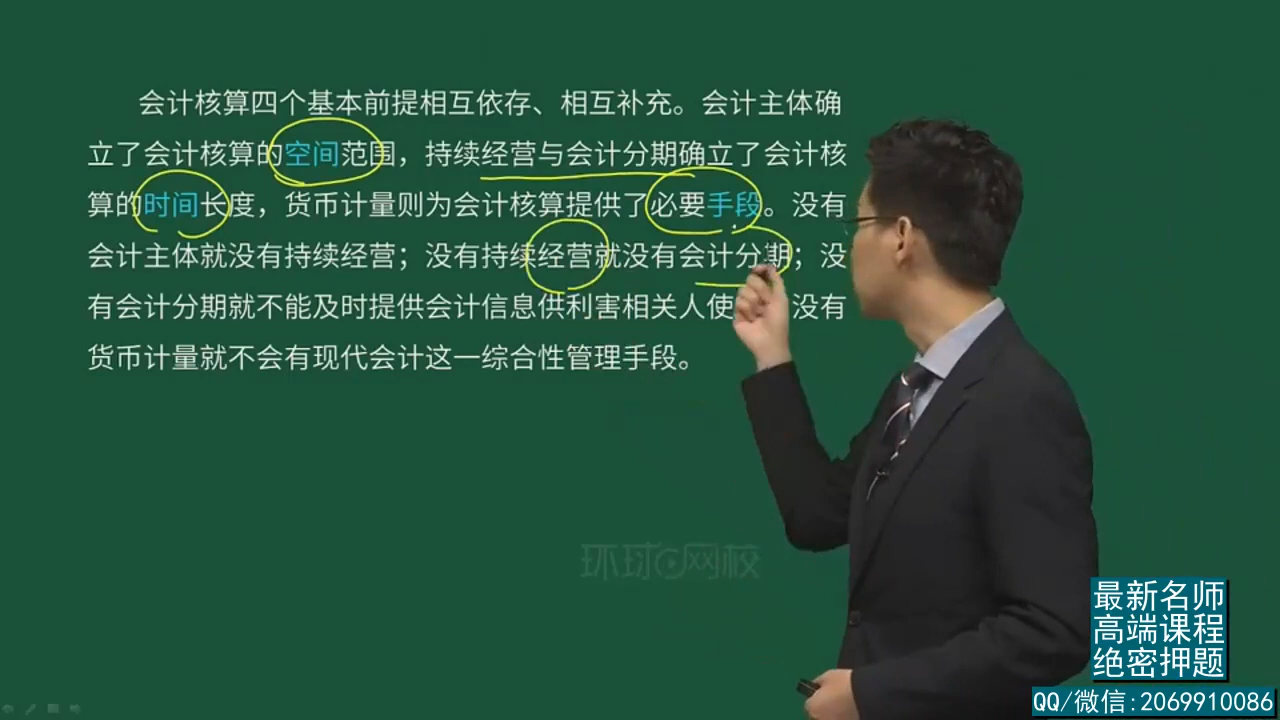 会计核算四个基本前提相互依存、相互补充。会计主体确
立了会计核算的空间范围，持续经营与会计分期确立了会计核
算的时间长度，货币计量则为会计核算提供了必要手段。没有
会计主体就没有持续经营；没有持续经营就没有会计分期；没
有会计分期就不能及时提供会计信息供利害相关人使 没有
货币计量就不会有现代会计这一综合性管理手段。
环球网校
最新名师
高端课程
绝密押题
QQ/微信:2069910086